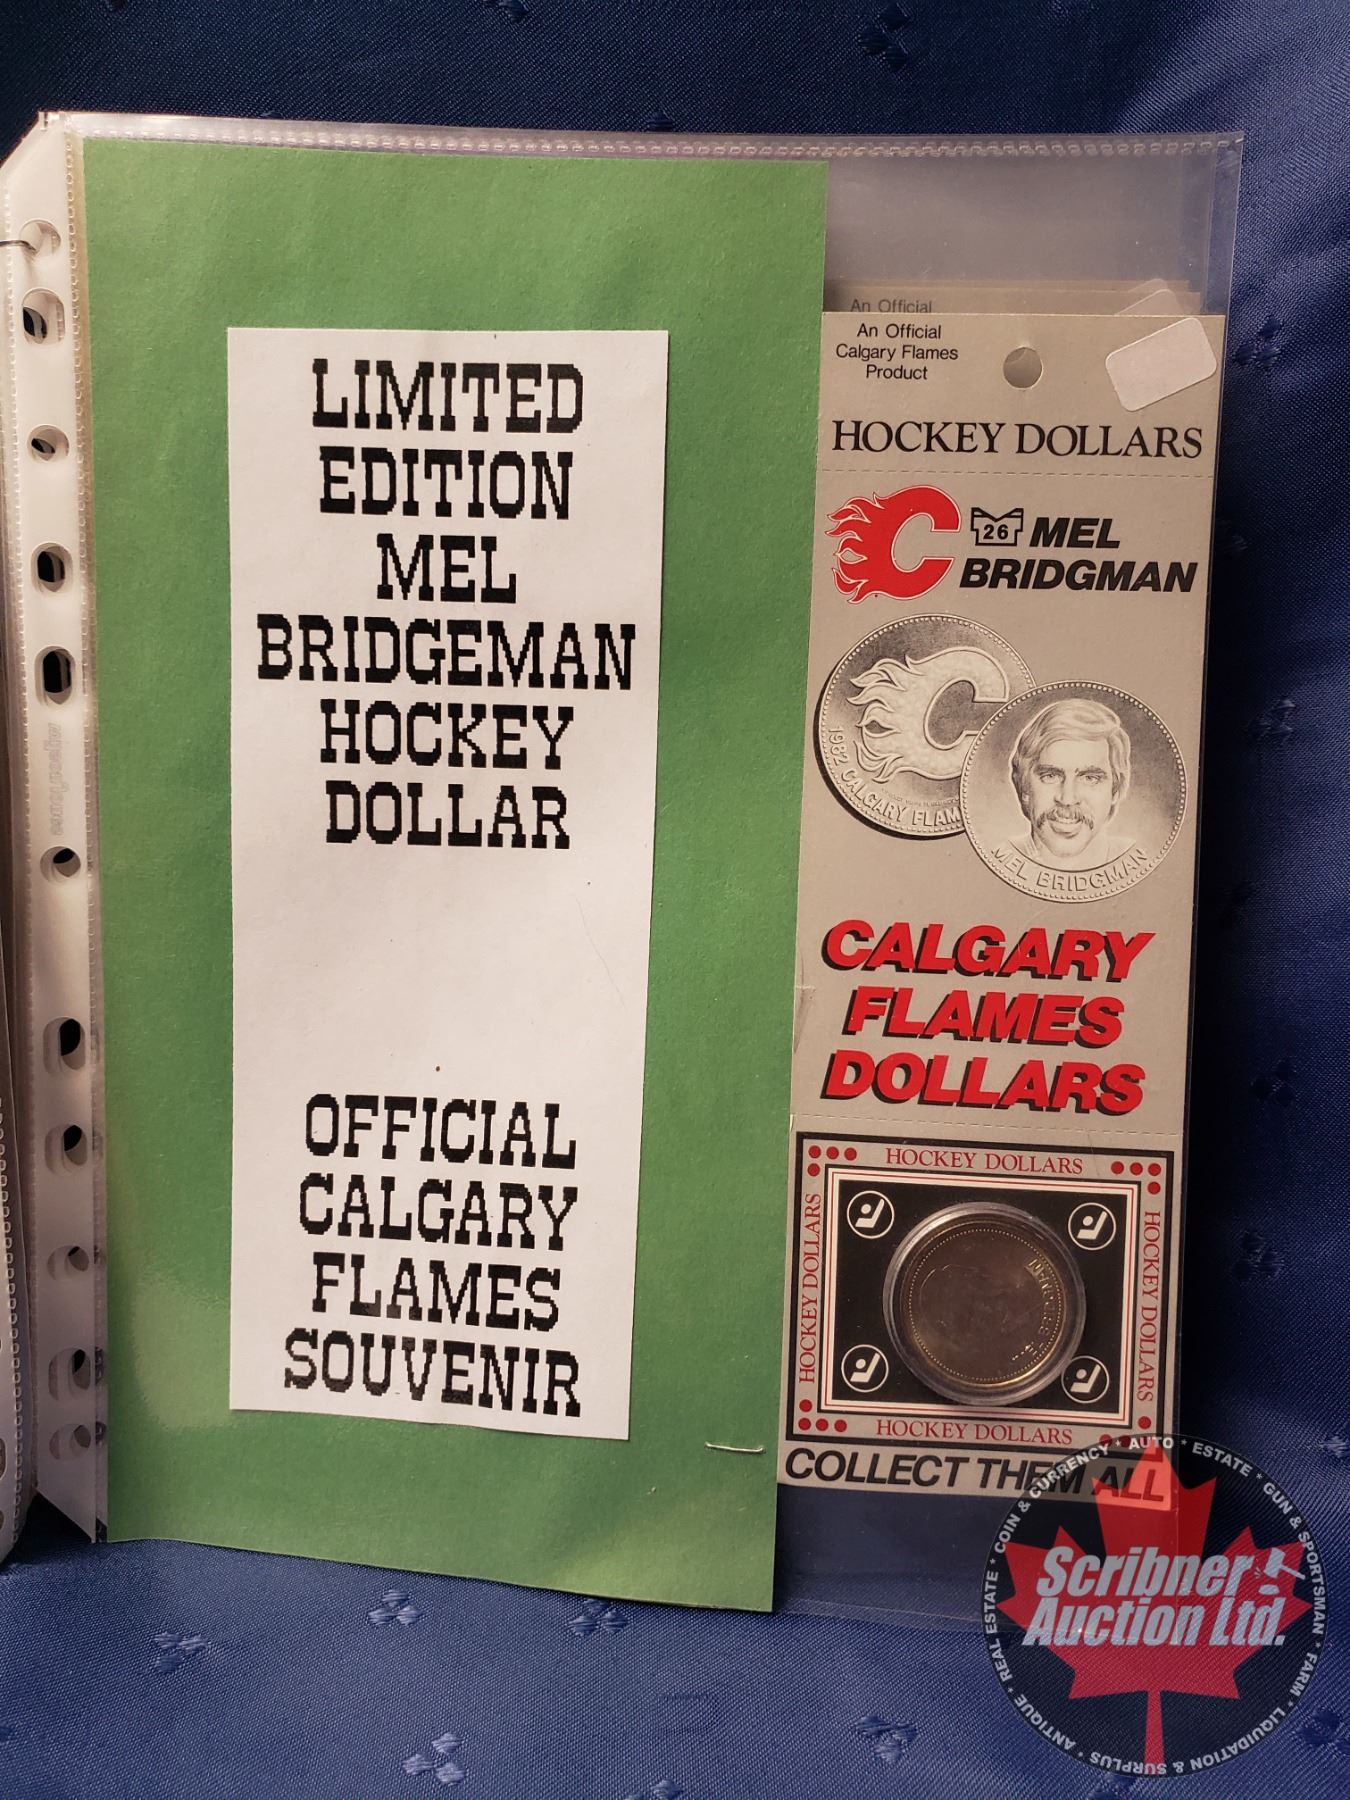 LIMITED
EDITION
MEL
BRIDGEMAN
HOCKEY
DOLLAR
OFFICIAL
CALGARY
FLAMES
SOUVENIR
An Official
An Official
Calgary Flames
Product
HOCKEY DOLLARS
26 MEL
BRIDGMAN
1982 CALGARY FLAM
MEL BRIDGMAN
CALGARY
FLAMES
DOLLARS
HOCKEY DOLLARS
HOCKEY DOLLARS
HOCKEY DOLLARS
HOCKEY DOLLARS
COLLECT THEM ALL
Scribner
Auction Ltd.
REAL ESTATE * COIN & CURRENCY * AUTO * ESTATE * GUN & SPORTSMAN * FARM * LIQUIDATION & SURPLUS * ANTIQUE *